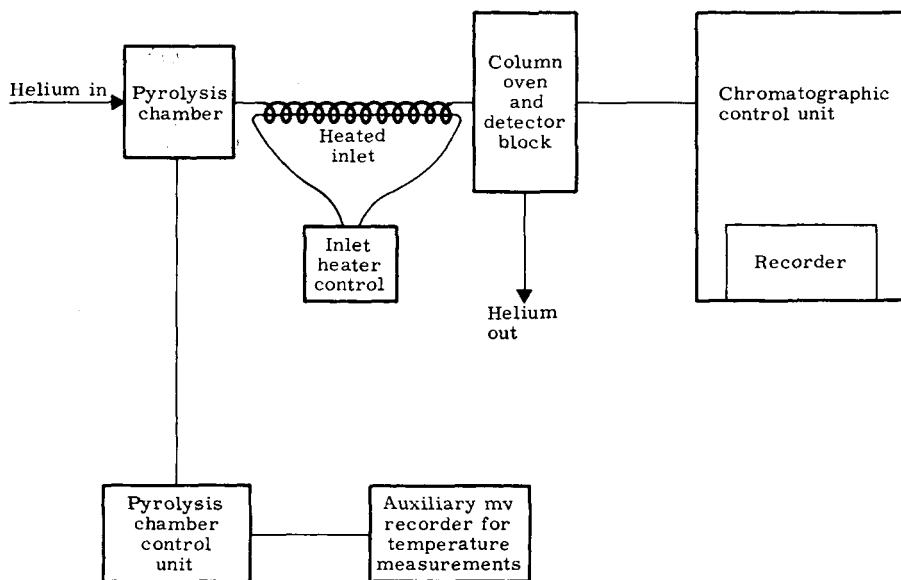 Helium in
Pyrolysis
chamber
Heated
inlet
Inlet
heater
control
Column
oven
and
detector
block
Helium
out
Chromatographic
control unit
Recorder
Pyrolysis
chamber
control
unit
Auxiliary mv
recorder for
temperature
measurements